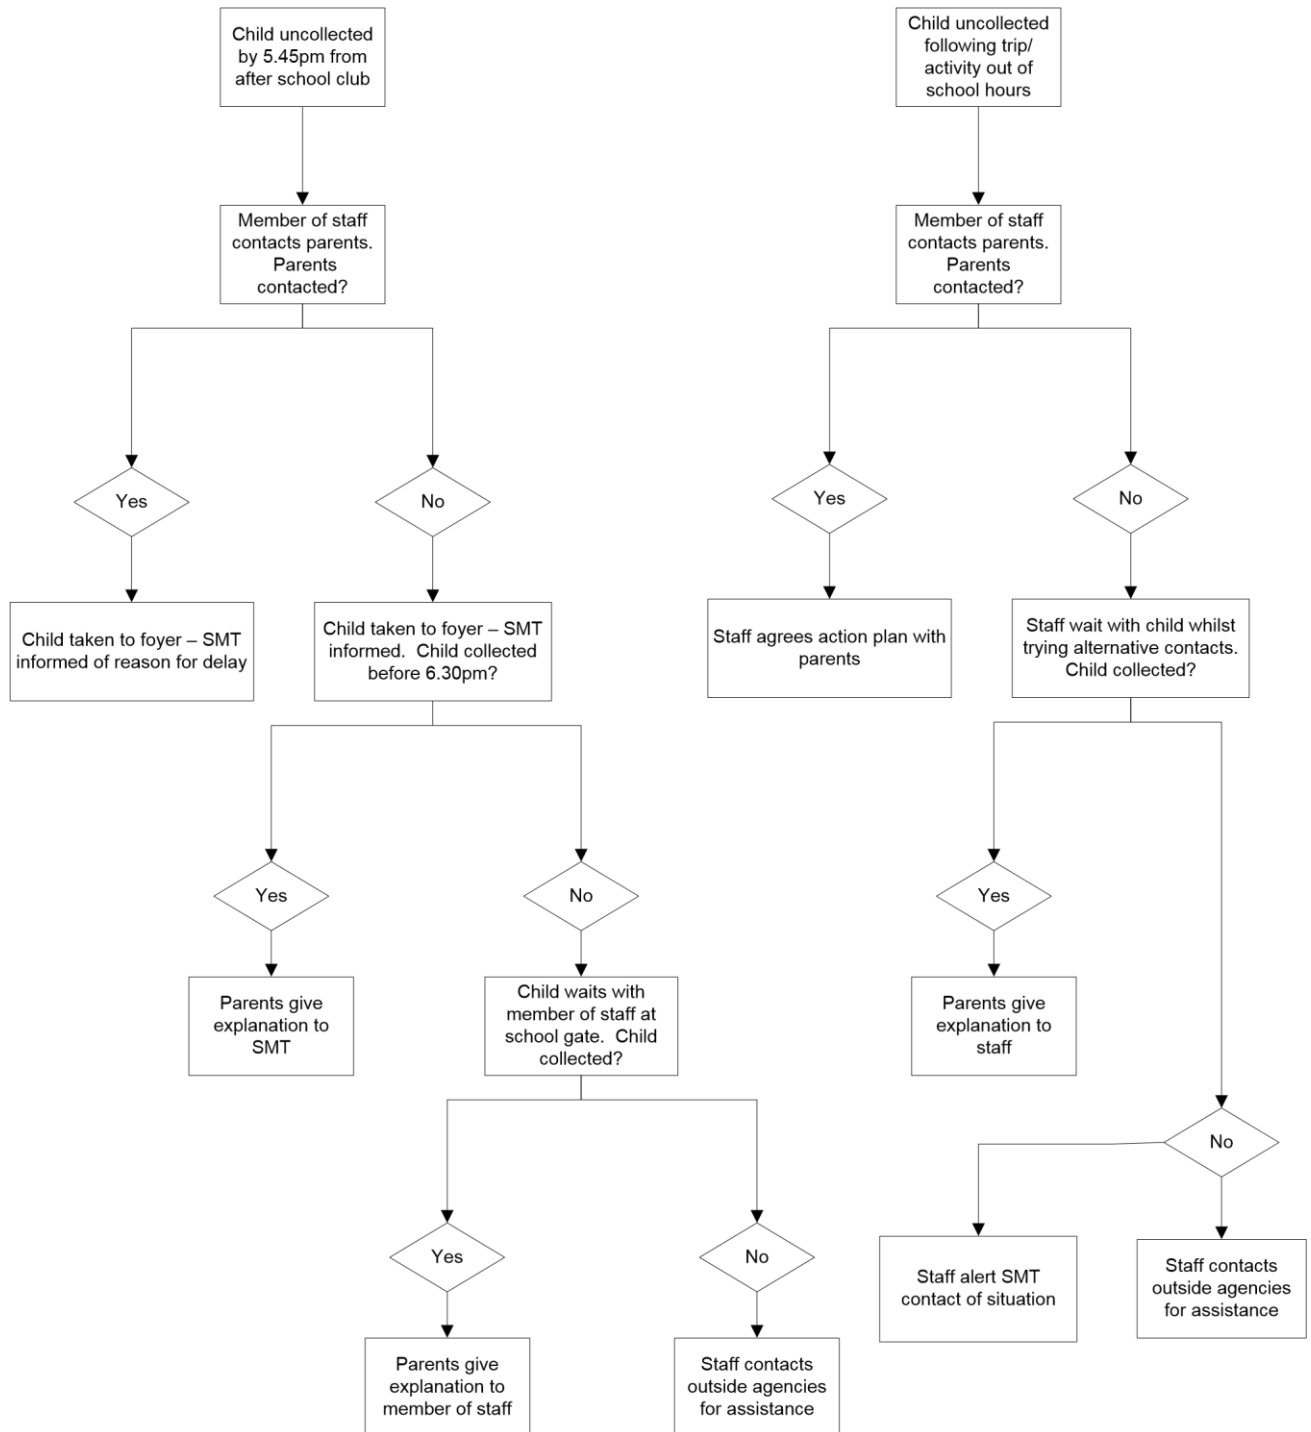 Child uncollected
by 5.45pm from
after school club
Member of staff
contacts parents.
Parents
contacted?
Yes
No
Child taken to foyer – SMT
informed of reason for delay
Child taken to foyer – SMT
informed.  Child collected
before 6.30pm?
Yes
No
Parents give
explanation to
SMT
Child waits with
member of staff at
school gate.  Child
collected?
Yes
No
Parents give
explanation to
member of staff
Staff contacts
outside agencies
for assistance
Child uncollected
following trip/
activity out of
school hours
Member of staff
contacts parents.
Parents
contacted?
Yes
No
Staff agrees action plan with
parents
Staff wait with child whilst
trying alternative contacts.
Child collected?
Yes
Parents give
explanation to
staff
No
Staff alert SMT
contact of situation
Staff contacts
outside agencies
for assistance